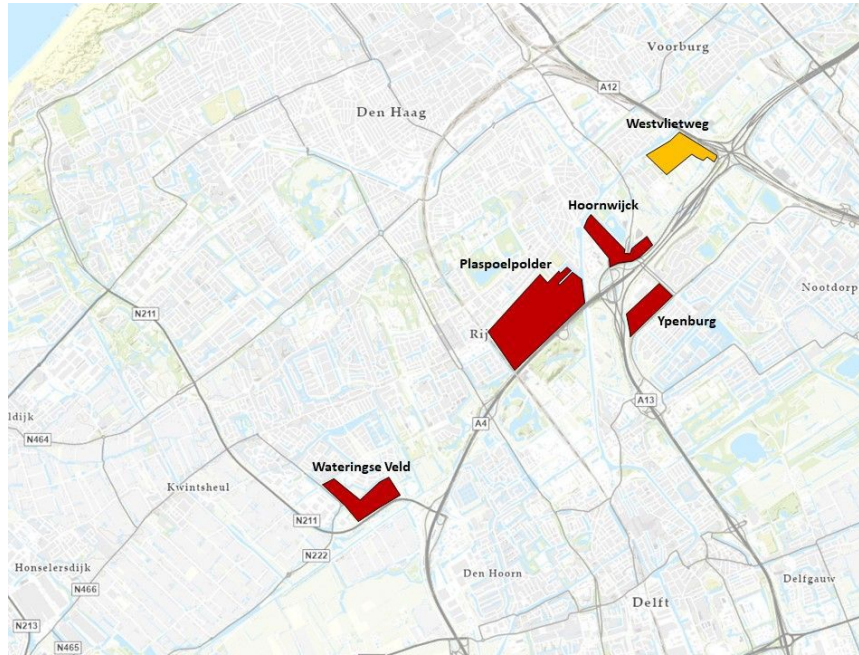 Voorburg
A12
Den Haag
Westvlietweg
Hoornwijck
Plaspoelpolder
Nootdorp
N211
Ypenburg
Rij
A13
ldijk
A4
N464
Wateringse Veld
Kwintsheul
N211
N222
Honselersdijk
Den Hoorn
Delfgauw
N466
Delft
N213
N465